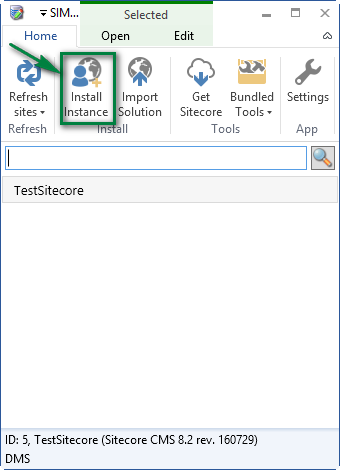 SIM... Selected
Home Open Edit
Refresh sites Install Instance Import Solution Get Sitecore Bundled Tools Settings
Refresh Install Tools App
TestSitecore
ID: 5, TestSitecore (Sitecore CMS 8.2 rev. 160729)
DMS